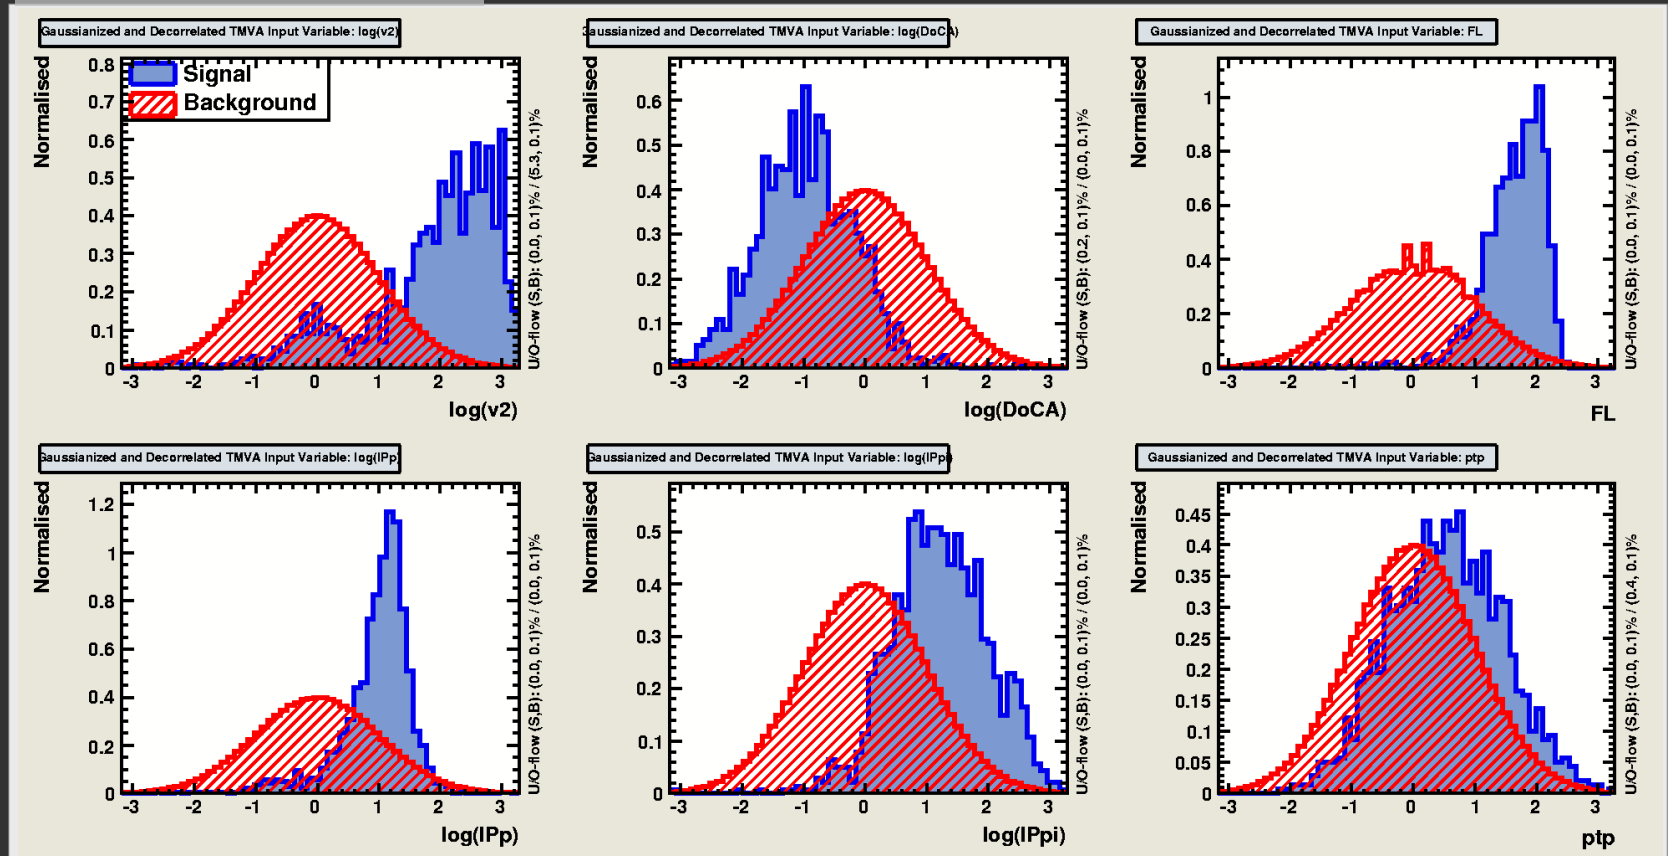 Gaussianized and Decorrelated TMVA Input Variable: log(v2)
Normalised
0.8
0.7
0.6
0.5
0.4
0.3
0.2
0.1
0
Signal
Background
-3 -2 -1 0 1 2 3
log(v2)
U/O-flow (S,B): (0.0, 0.1)% / (5.3, 0.1)%
Gaussianized and Decorrelated TMVA Input Variable: log(DoCA)
Normalised
0.6
0.5
0.4
0.3
0.2
0.1
0
-3 -2 -1 0 1 2 3
log(DoCA)
U/O-flow (S,B): (0.2, 0.1)% / (0.0, 0.1)%
Gaussianized and Decorrelated TMVA Input Variable: FL
Normalised
1
0.8
0.6
0.4
0.2
0
-3 -2 -1 0 1 2 3
FL
U/O-flow (S,B): (0.0, 0.1)% / (0.0, 0.1)%
Gaussianized and Decorrelated TMVA Input Variable: log(IPp)
Normalised
1.2
1
0.8
0.6
0.4
0.2
0
-3 -2 -1 0 1 2 3
log(IPp)
U/O-flow (S,B): (0.0, 0.1)% / (0.0, 0.1)%
Gaussianized and Decorrelated TMVA Input Variable: log(IPpi)
Normalised
0.5
0.4
0.3
0.2
0.1
0
-3 -2 -1 0 1 2 3
log(IPpi)
U/O-flow (S,B): (0.0, 0.1)% / (0.0, 0.1)%
Gaussianized and Decorrelated TMVA Input Variable: ptp
Normalised
0.45
0.4
0.35
0.3
0.25
0.2
0.15
0.1
0.05
0
-3 -2 -1 0 1 2 3
ptp
U/O-flow (S,B): (0.0, 0.1)% / (0.4, 0.1)%